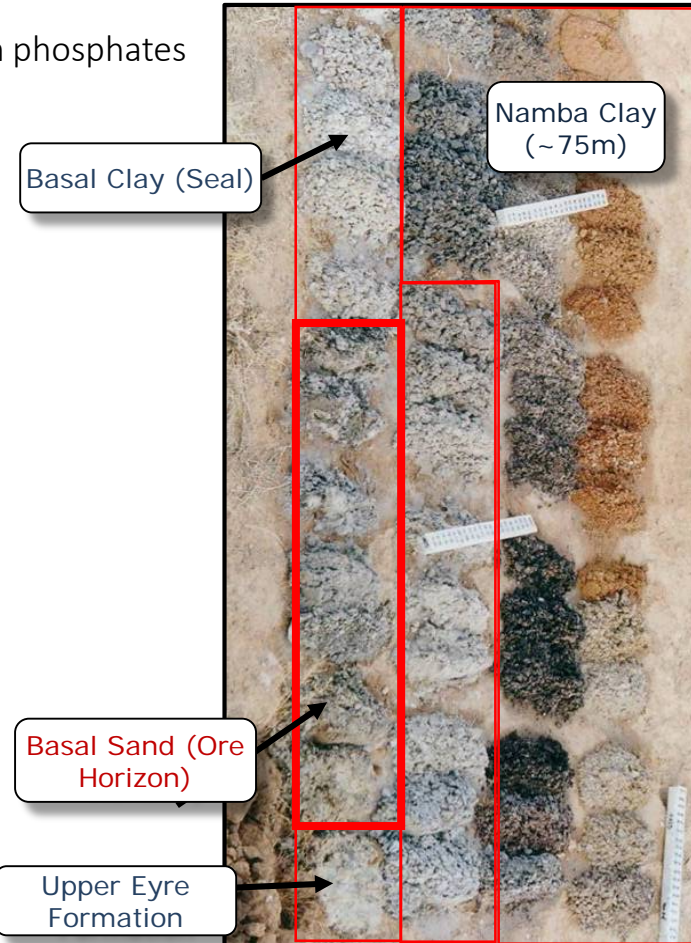 phosphates
Namba Clay
(~75m)
Basal Clay (Seal)
Basal Sand (Ore
Horizon)
Upper Eyre
Formation